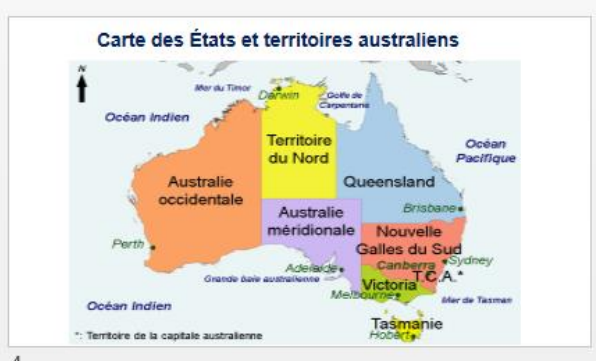 Carte des États et territoires australiens
N
Mer du Timor
Darwin
Golfe de
Carpentarie
Océan Indien
Océan
Pacifique
Territoire
du Nord
Queensland
Australie
occidentale
Australie
méridionale
Brisbane
Nouvelle
Galles du Sud
Perth
Adelaide
Canberra
Sydney
T.C.A.*
Grande baie australienne
Victoria
Melbourne
Mer de Tasman
Océan Indien
Tasmanie
Hobart
*: Territoire de la capitale australienne